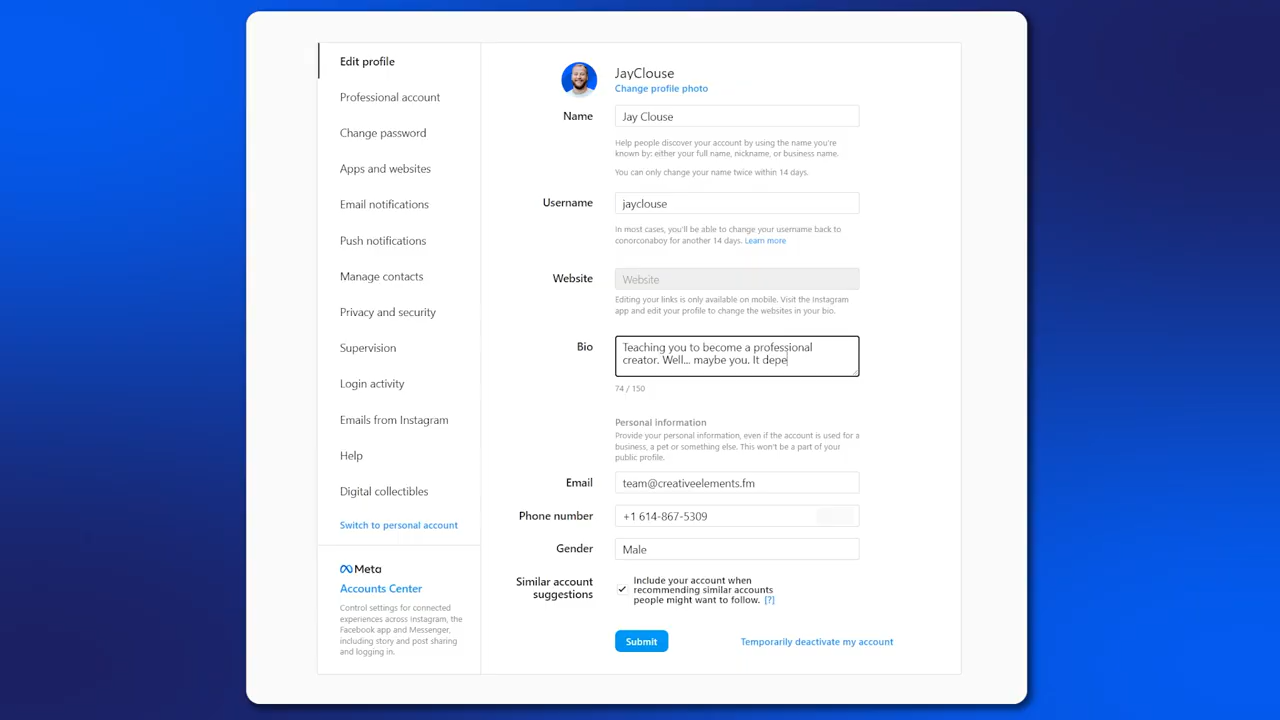 Edit profile
Professional account
Change password
Apps and websites
Email notifications
Push notifications
Manage contacts
Privacy and security
Supervision
Login activity
Emails from Instagram
Help
Digital collectibles
Switch to personal account
Meta
Accounts Center
Control settings for connected
experiences across Instagram, the
Facebook app and Messenger,
including story and post sharing
and logging in.
JayClouse
Change profile photo
Name
Jay Clouse
Help people discover your account by using the name you're
known by: either your full name, nickname, or business name.
You can only change your name twice within 14 days.
Username
jayclouse
In most cases, you'll be able to change your username back to
conorconaboy for another 14 days. Learn more
Website
Website
Editing your links is only available on mobile. Visit the Instagram
app and edit your profile to change the websites in your bio.
Bio
Teaching you to become a professional
creator. Well... maybe you. It depe
74 / 150
Personal information
Provide your personal information, even if the account is used for a
business, a pet or something else. This won't be a part of your
public profile.
Email
team@creativeelements.fm
Phone number
+1 614-867-5309
Gender
Male
Similar account
suggestions
Include your account when
recommending similar accounts
people might want to follow. [?]
Submit
Temporarily deactivate my account